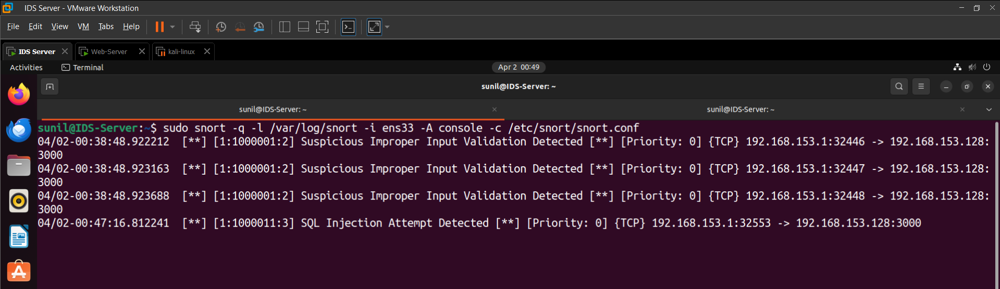 IDS Server - VMware Workstation
File Edit View VM Tabs Help
IDS Server Web-Server kali-linux
Activities Terminal Apr 2 00:49
sunil@IDS-Server: ~
sunil@IDS-Server: ~ sunil@IDS-Server: ~
sunil@IDS-Server:~$ sudo snort -q -l /var/log/snort -i ens33 -A console -c /etc/snort/snort.conf
04/02-00:38:48.922212 [**] [1:1000001:2] Suspicious Improper Input Validation Detected [**] [Priority: 0] {TCP} 192.168.153.1:32446 -> 192.168.153.128:
3000
04/02-00:38:48.923163 [**] [1:1000001:2] Suspicious Improper Input Validation Detected [**] [Priority: 0] {TCP} 192.168.153.1:32447 -> 192.168.153.128:
3000
04/02-00:38:48.923688 [**] [1:1000001:2] Suspicious Improper Input Validation Detected [**] [Priority: 0] {TCP} 192.168.153.1:32448 -> 192.168.153.128:
3000
04/02-00:47:16.812241 [**] [1:1000011:3] SQL Injection Attempt Detected [**] [Priority: 0] {TCP} 192.168.153.1:32553 -> 192.168.153.128:3000